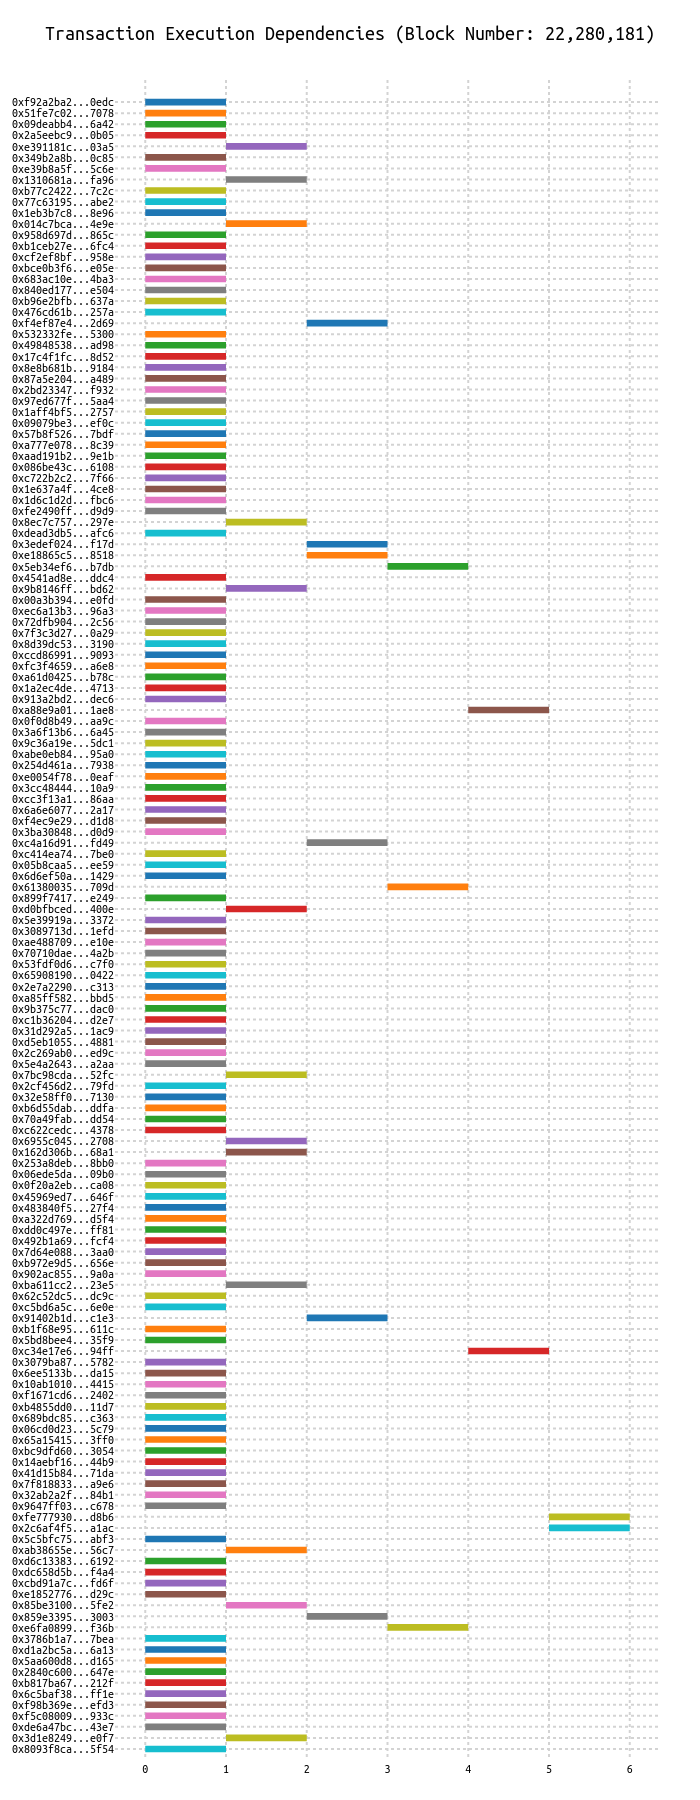 Transaction Execution Dependencies (Block Number: 22,280,181)
0xf92a2ba2...0edc
0x51fe7c02...7078
0x09deabb4...6a42
0x2a5eebc9...0b05
0xe391181c...03a5
0x349b2a8b...0c85
0xe39b8a5f...5c6e
0x1310681a...fa96
0xb77c2422...7c2c
0x77c63195...abe2
0x1eb3b7c8...8e96
0x014c7bca...4e9e
0x958d697d...865c
0xb1ceb27e...6fc4
0xcf2ef8bf...958e
0xbce0b3f6...e05e
0x683ac10e...4ba3
0x840ed177...e504
0xb96e2bfb...637a
0x476cd61b...257a
0xf4ef87e4...2d69
0x532332fe...5300
0x49848538...ad98
0x17c4f1fc...8d52
0x8e8b681b...9184
0x87a5e204...a489
0x2bd23347...f932
0x97ed677f...5aa4
0x1aff4bf5...2757
0x09079be3...ef0c
0x57b8f526...7bdf
0xa777e078...8c39
0xaad191b2...9e1b
0x086be43c...6108
0xc722b2c2...7f66
0x1e637a4f...4ce8
0x1d6c1d2d...fbc6
0xfe2490ff...d9d9
0x8ec7c757...297e
0xdead3db5...afc6
0x3edef024...f17d
0xe18865c5...8518
0x5eb34ef6...b7db
0x4541ad8e...ddc4
0x9b8146ff...bd62
0x00a3b394...e0fd
0xec6a13b3...96a3
0x72dfb904...2c56
0x7f3c3d27...0a29
0x8d39dc53...3190
0xccd86991...9093
0xfc3f4659...a6e8
0xa61d0425...b78c
0x1a2ec4de...4713
0x913a2bd2...dec6
0xa88e9a01...1ae8
0x0f0d8b49...aa9c
0x3a6f13b6...6a45
0x9c36a19e...5dc1
0xabe0eb84...95a0
0x254d461a...7938
0xe0054f78...0eaf
0x3cc48444...10a9
0xcc3f13a1...86aa
0x6a6e6077...2a17
0xf4ec9e29...d1d8
0x3ba30848...d0d9
0xc4a16d91...fd49
0xc414ea74...7be0
0x05b8caa5...ee59
0x6d6ef50a...1429
0x61380035...709d
0x899f7417...e249
0xd0bfbced...400e
0x5e39919a...3372
0x3089713d...1efd
0xae488709...e10e
0x70710dae...4a2b
0x53fdf0d6...c7f0
0x65908190...0422
0x2e7a2290...c313
0xa85ff582...bbd5
0x9b375c77...dac0
0xc1b36204...d2e7
0x31d292a5...1ac9
0xd5eb1055...4881
0x2c269ab0...ed9c
0x5e4a2643...a2aa
0x7bc98cda...52fc
0x2cf456d2...79fd
0x32e58ff0...7130
0xb6d55dab...ddfa
0x70a49fab...dd54
0xc622cedc...4378
0x6955c045...2708
0x162d306b...68a1
0x253a8deb...8bb0
0x06ede5da...09b0
0x0f20a2eb...ca08
0x45969ed7...646f
0x483840f5...27f4
0xa322d769...d5f4
0xdd0c497e...ff81
0x492b1a69...fcf4
0x7d64e088...3aa0
0xb972e9d5...656e
0x902ac855...9a0a
0xba611cc2...23e5
0x62c52dc5...dc9c
0xc5bd6a5c...6e0e
0x91402b1d...c1e3
0xb1f68e95...611c
0x5bd8bee4...35f9
0xc34e17e6...94ff
0x3079ba87...5782
0x6ee5133b...da15
0x10ab1010...4415
0xf1671cd6...2402
0xb4855dd0...11d7
0x689bdc85...c363
0x06cd0d23...5c79
0x65a15415...3ff0
0xbc9dfd60...3054
0x14aebf16...44b9
0x41d15b84...71da
0x7f818833...a9e6
0x32ab2a2f...84b1
0x9647ff03...c678
0xfe777930...d8b6
0x2c6af4f5...a1ac
0x5c5bfc75...abf3
0xab38655e...56c7
0xd6c13383...6192
0xdc658d5b...f4a4
0xcbd91a7c...fd6f
0xe1852776...d29c
0x85be3100...5fe2
0x859e3395...3003
0xe6fa0899...f36b
0x3786b1a7...7bea
0xd1a2bc5a...6a13
0x5aa600d8...d165
0x2840c600...647e
0xb817ba67...212f
0x6c5baf38...ff1e
0xf98b369e...efd3
0xf5c08009...933c
0xde6a47bc...43e7
0x3d1e8249...e0f7
0x8093f8ca...5f54
0 1 2 3 4 5 6